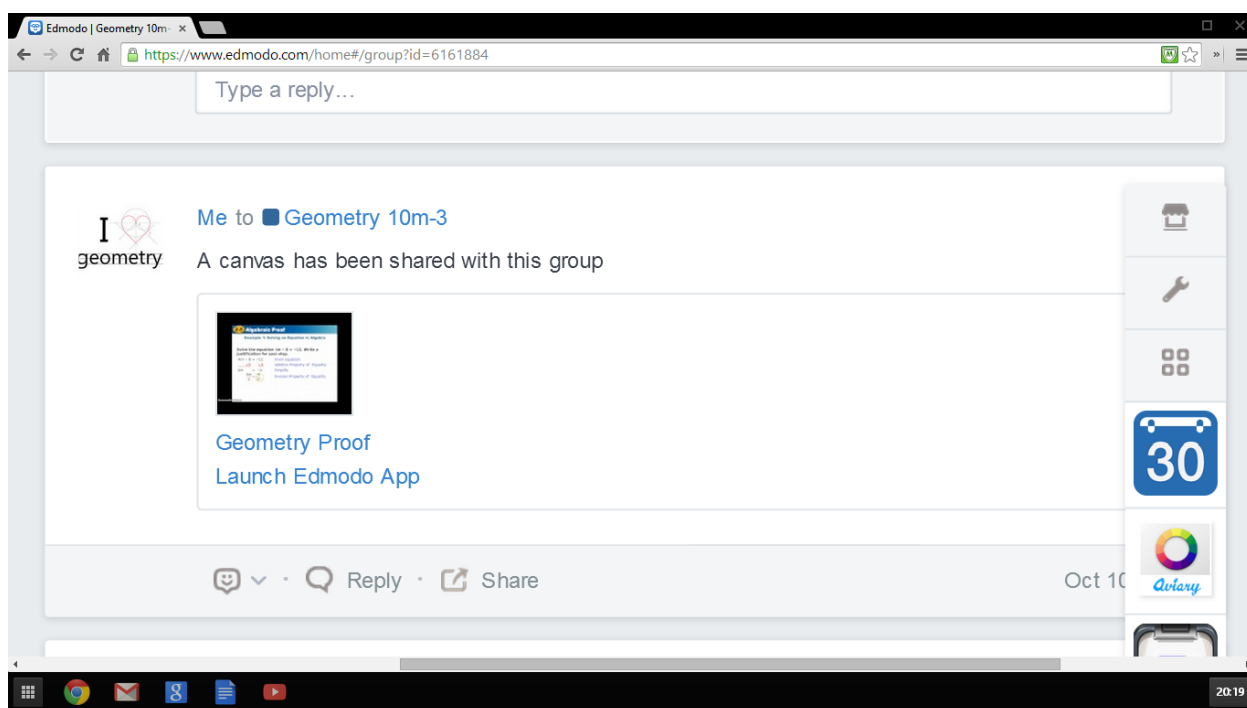 Edmodo | Geometry 10m-
https://www.edmodo.com/home#/group?id=6161884
Type a reply...
I
geometry
Me to Geometry 10m-3
A canvas has been shared with this group
Algebraic Proof
Geometry Proof
Launch Edmodo App
Reply · Share
Oct 10
30
Aviary
8
20:19